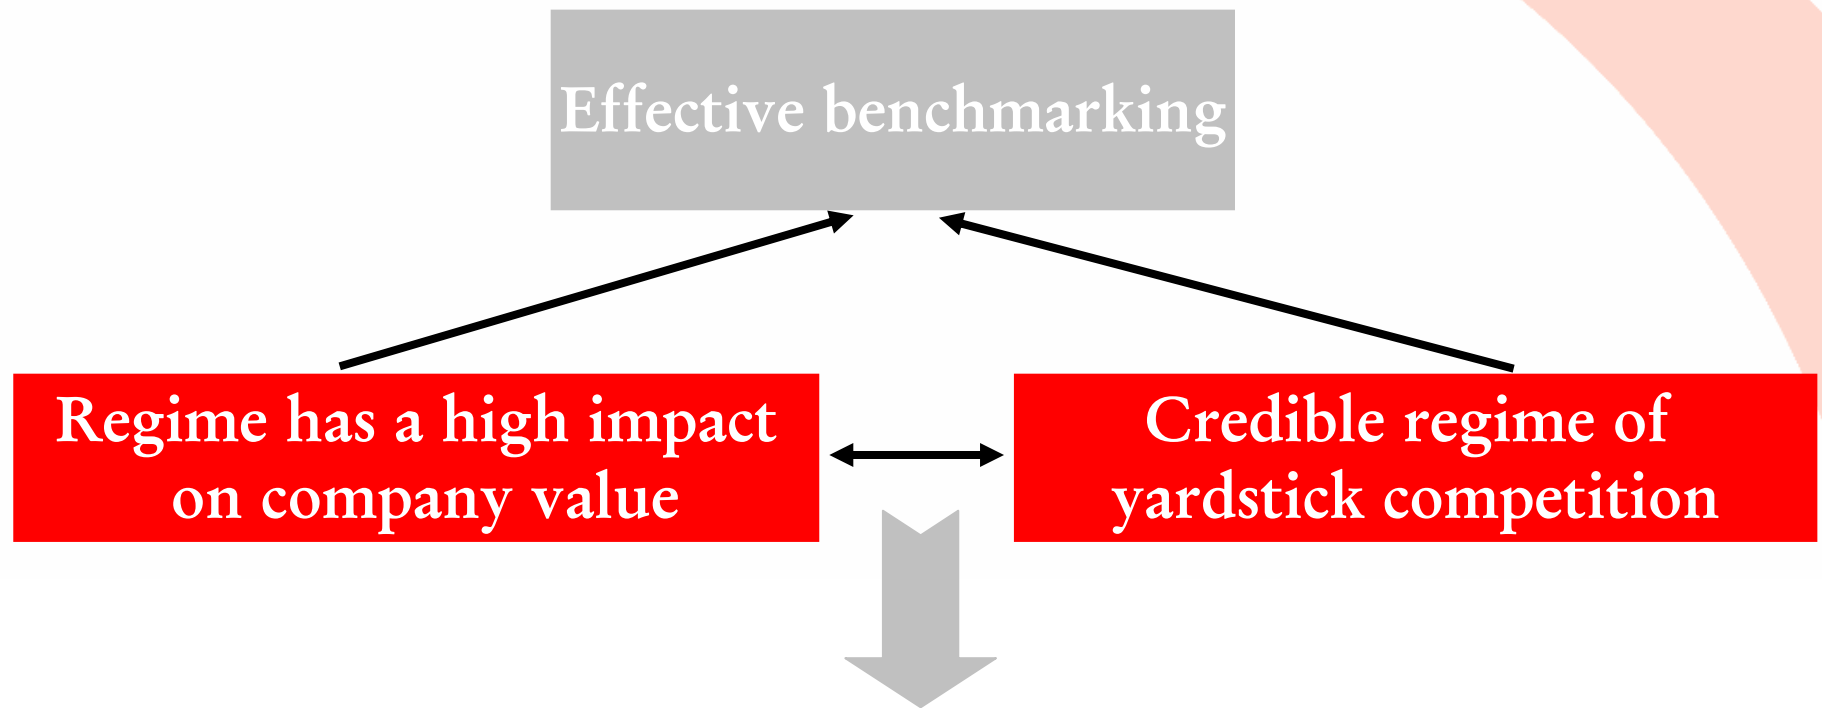 Effective benchmarking
Regime has a high impact
on company value
Credible regime of
yardstick competition